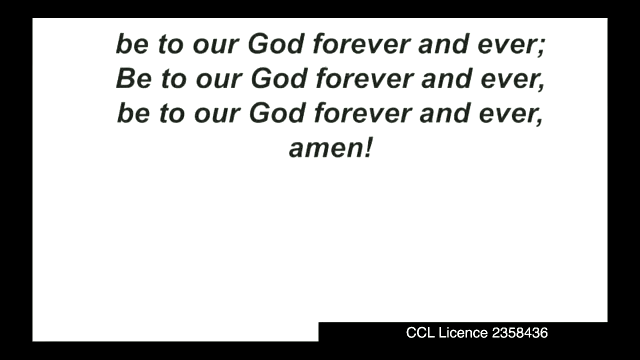 be to our God forever and ever;
Be to our God forever and ever,
be to our God forever and ever,
amen!
CCL Licence 2358436